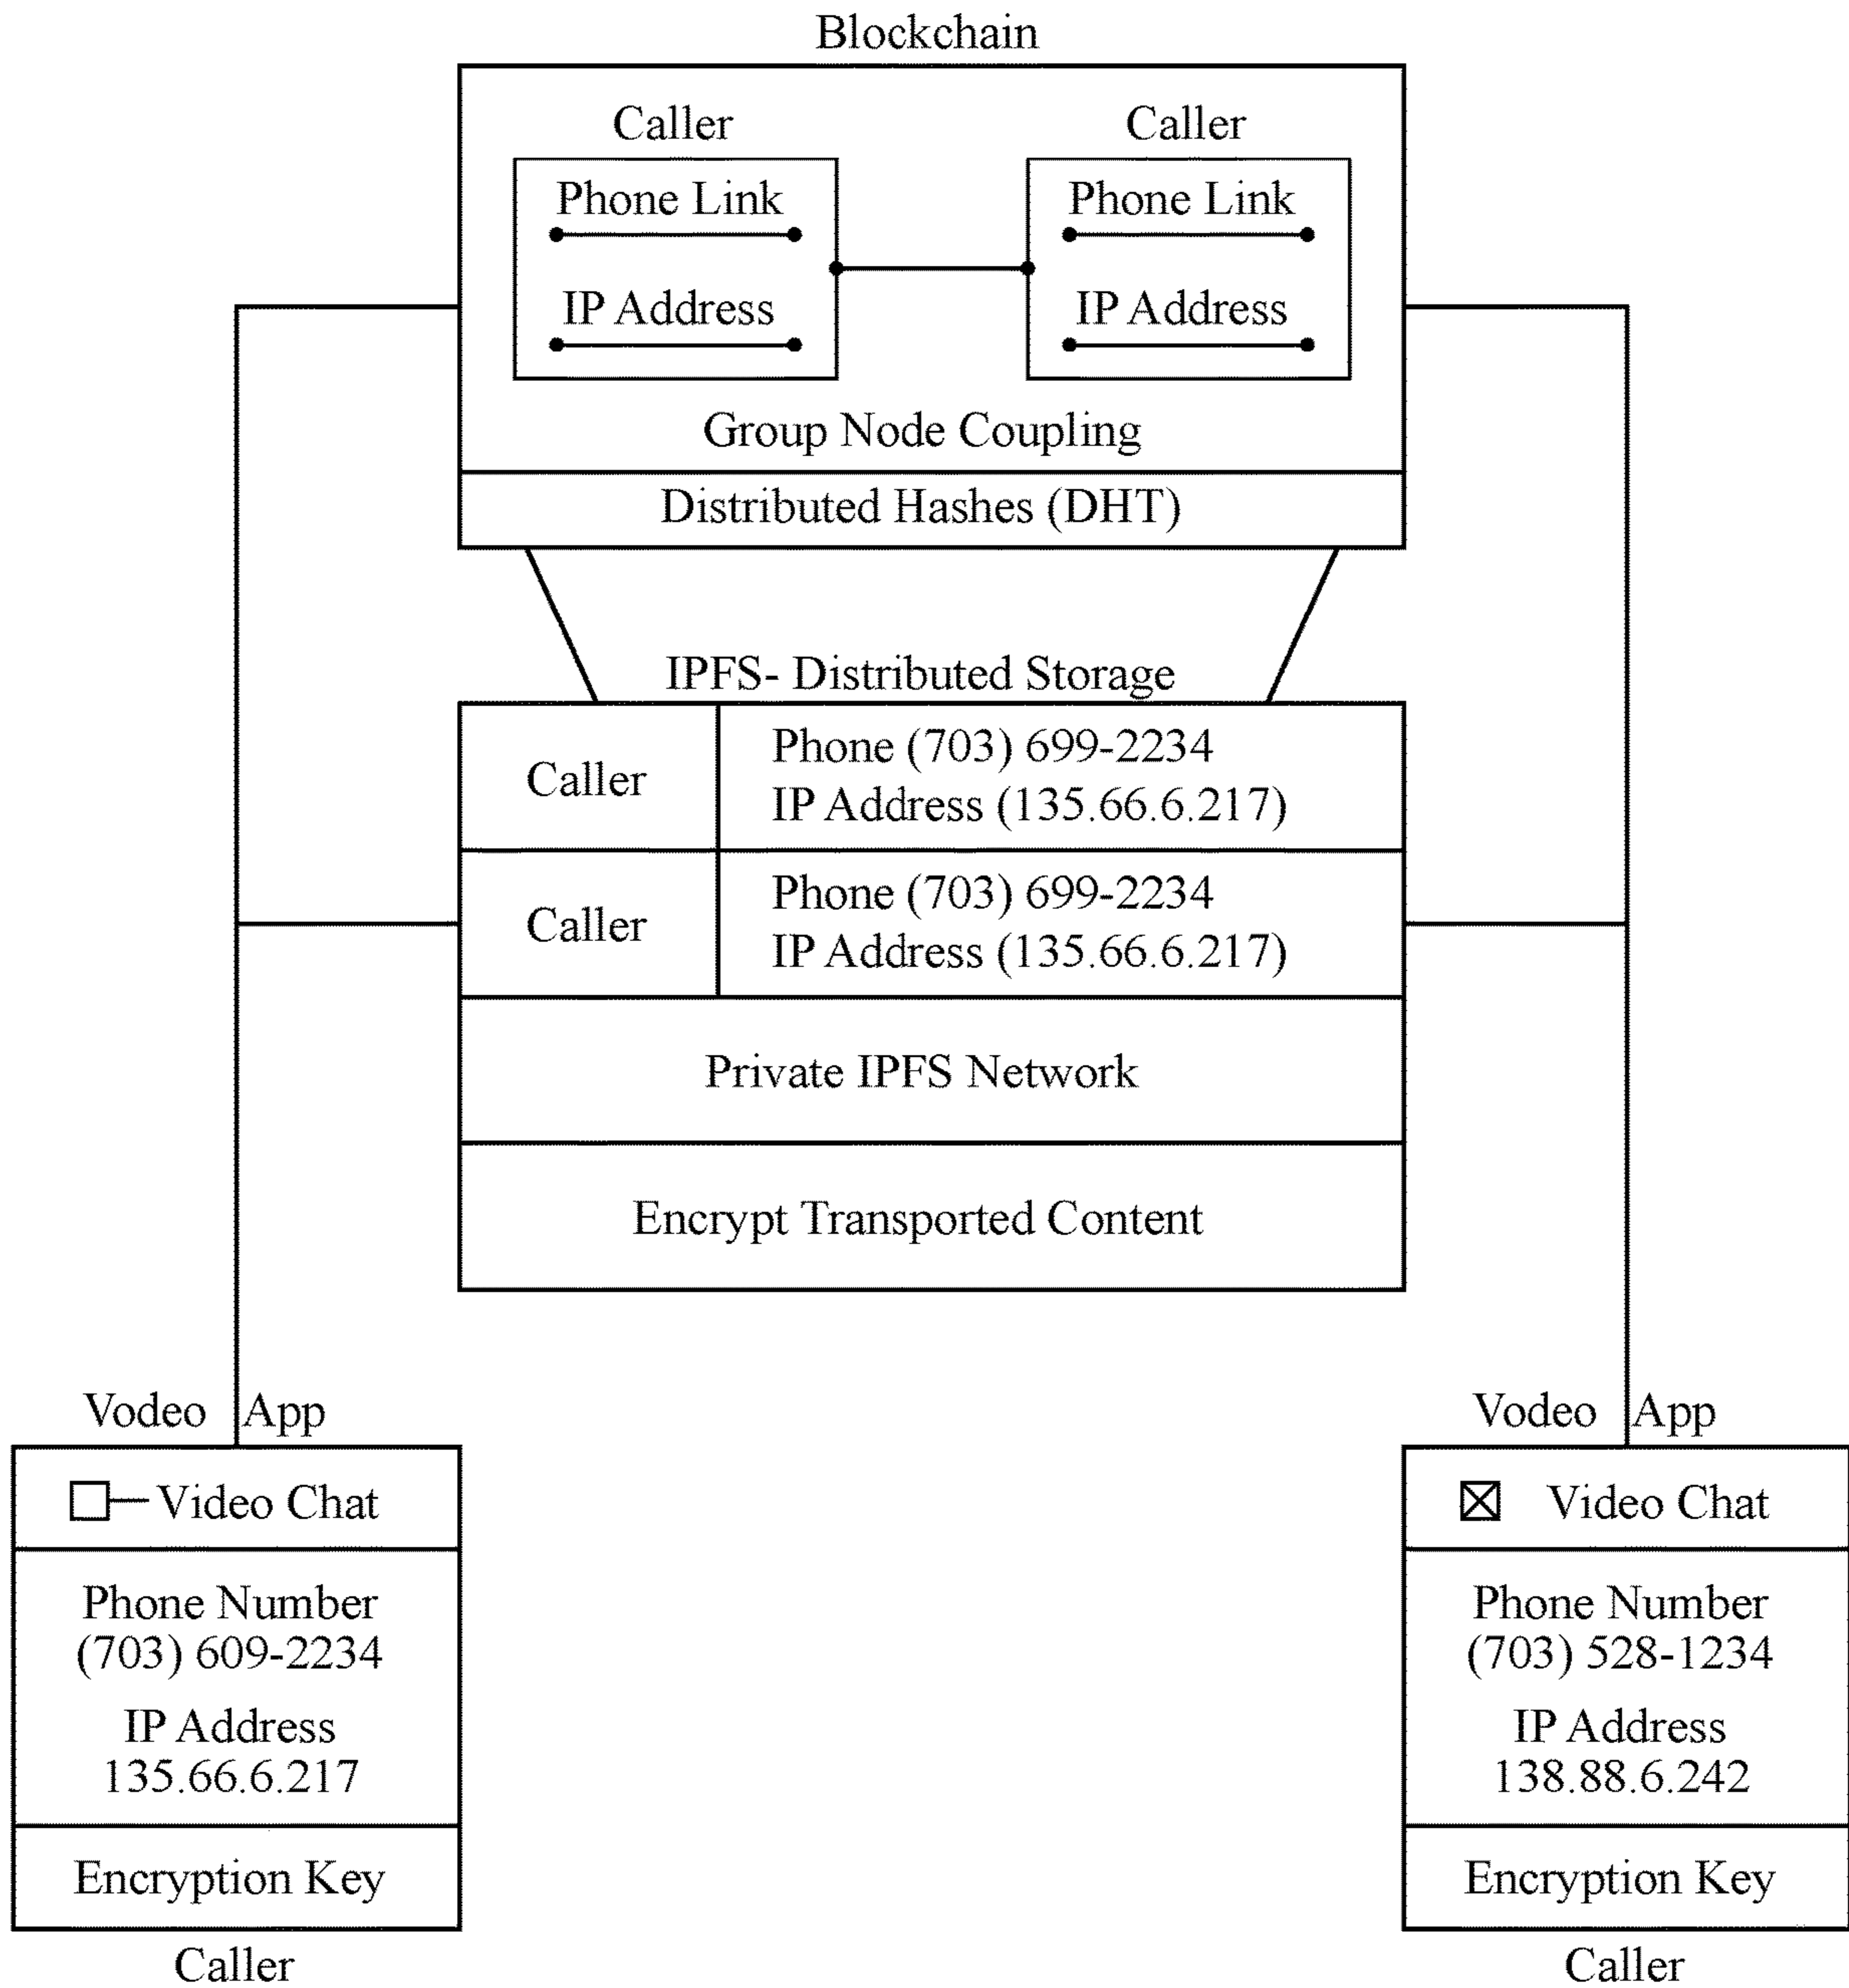 Blockchain
Caller
Caller
Phone Link
Phone Link
IP Address
IP Address
Group Node Coupling
Distributed Hashes (DHT)
IPFS- Distributed Storage
Caller
Phone (703) 699-2234
IP Address (135.66.6.217)
Caller
Phone (703) 699-2234
IP Address (135.66.6.217)
Private IPFS Network
Encrypt Transported Content
Vodeo App
Video Chat
Phone Number
(703) 609-2234
IP Address
135.66.6.217
Encryption Key
Caller
Vodeo App
Video Chat
Phone Number
(703) 528-1234
IP Address
138.88.6.242
Encryption Key
Caller